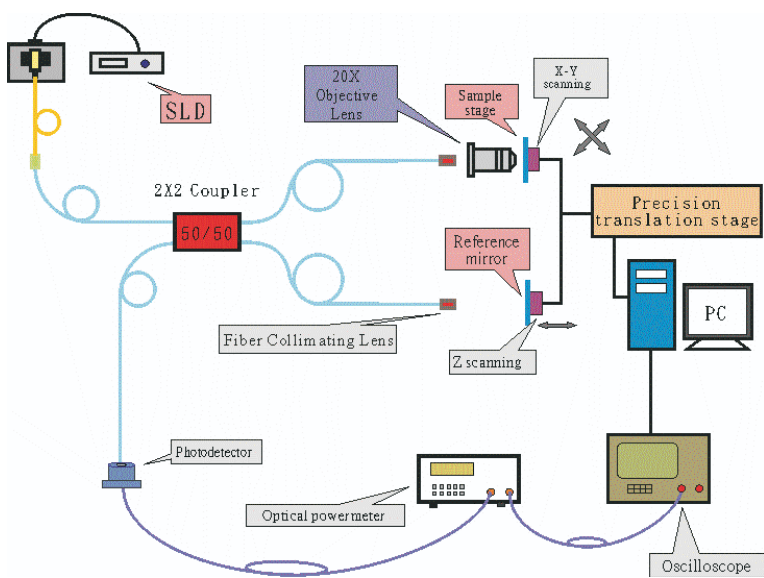 SLD
20X
Objective
Lens
Sample
stage
X-Y
scanning
2X2 Coupler
50/50
Precision
translation stage
Reference
mirror
PC
Fiber Collimating Lens
Z scanning
Photodetector
Optical powermeter
Oscilloscope